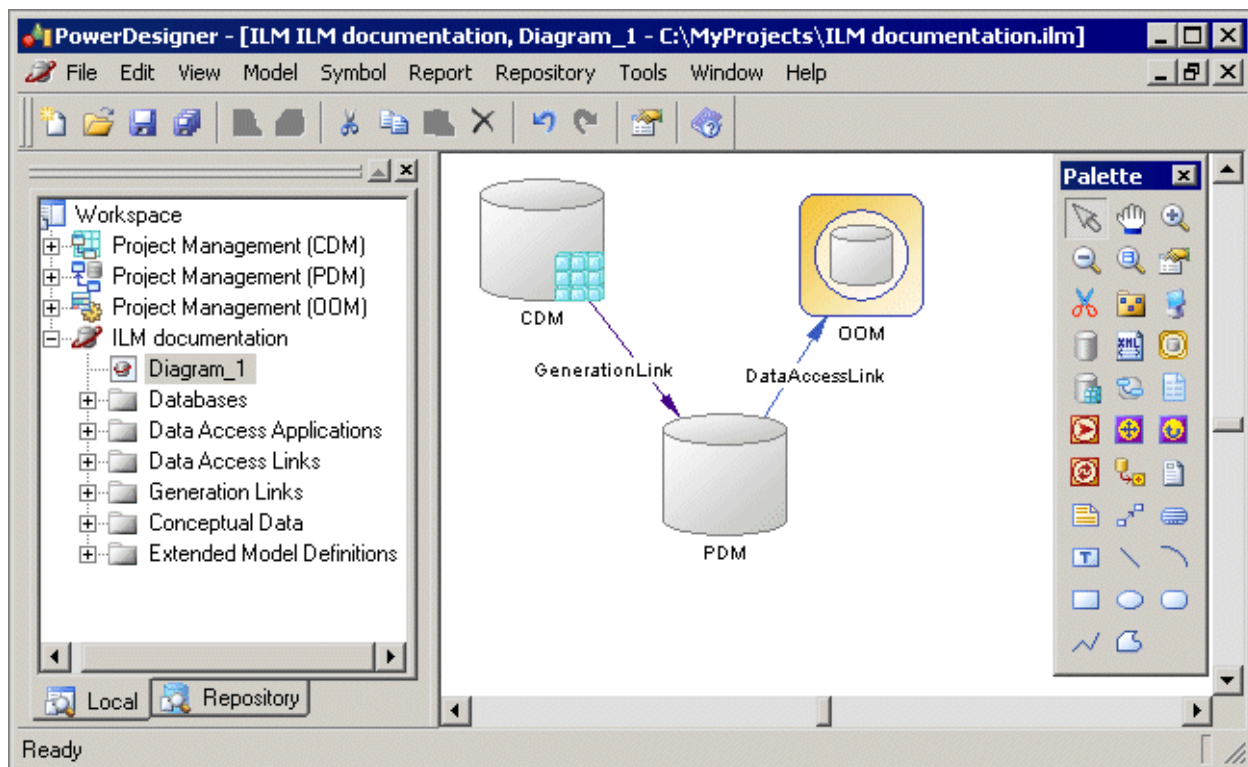 PowerDesigner - [ILM ILM documentation, Diagram_1 - C:\MyProjects\ILM documentation.ilm]
File Edit View Model Symbol Report Repository Tools Window Help
Workspace
Project Management (CDM)
Project Management (PDM)
Project Management (OOM)
ILM documentation
Diagram_1
Databases
Data Access Applications
Data Access Links
Generation Links
Conceptual Data
Extended Model Definitions
Local
Repository
CDM
OOM
GenerationLink
DataAccessLink
PDM
Palette
XML
T
Ready